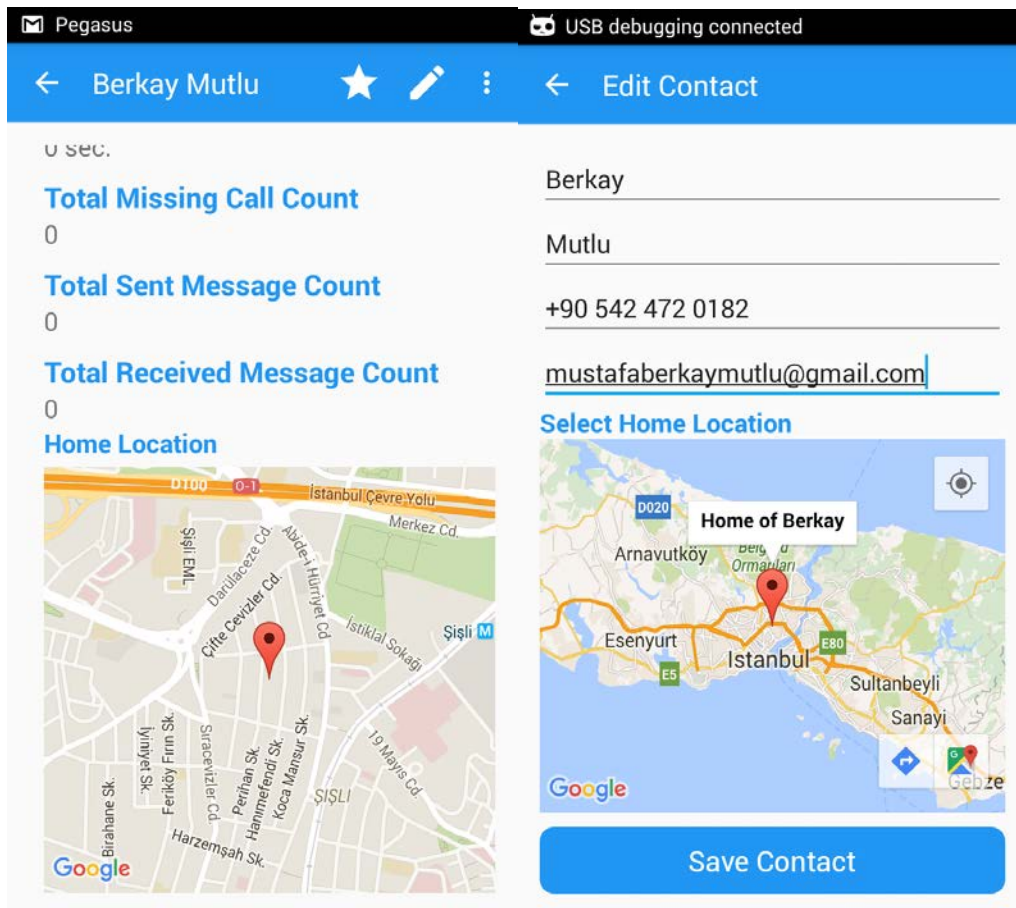 Pegasus
Berkay Mutlu
0 sec.
Total Missing Call Count
0
Total Sent Message Count
0
Total Received Message Count
0
Home Location
D100
O-1
İstanbul Çevre Yolu
Merkez Cd.
Şişli EML
Darülaceze Cd.
Abide-i Hürriyet Cd
Çifte Cevizler Cd.
İstiklal Sokağı
Şişli M
İyiniyet Sk.
Feriköy Fırın Sk.
Siracevizler Cd
Perihan Sk.
Hanımefendi Sk.
Koca Mansur Sk.
19 Mayıs Cd
ŞIŞLI
Birahane Sk.
Harzemşah Sk.
Google
USB debugging connected
Edit Contact
Berkay
Mutlu
+90 542 472 0182
mustafaberkaymutlu@gmail.com
Select Home Location
D020
Home of Berkay
Arnavutköy
Ormanları
Esenyurt
E80
Istanbul
E5
Sultanbeyli
Sanayi
Gebze
Google
Save Contact